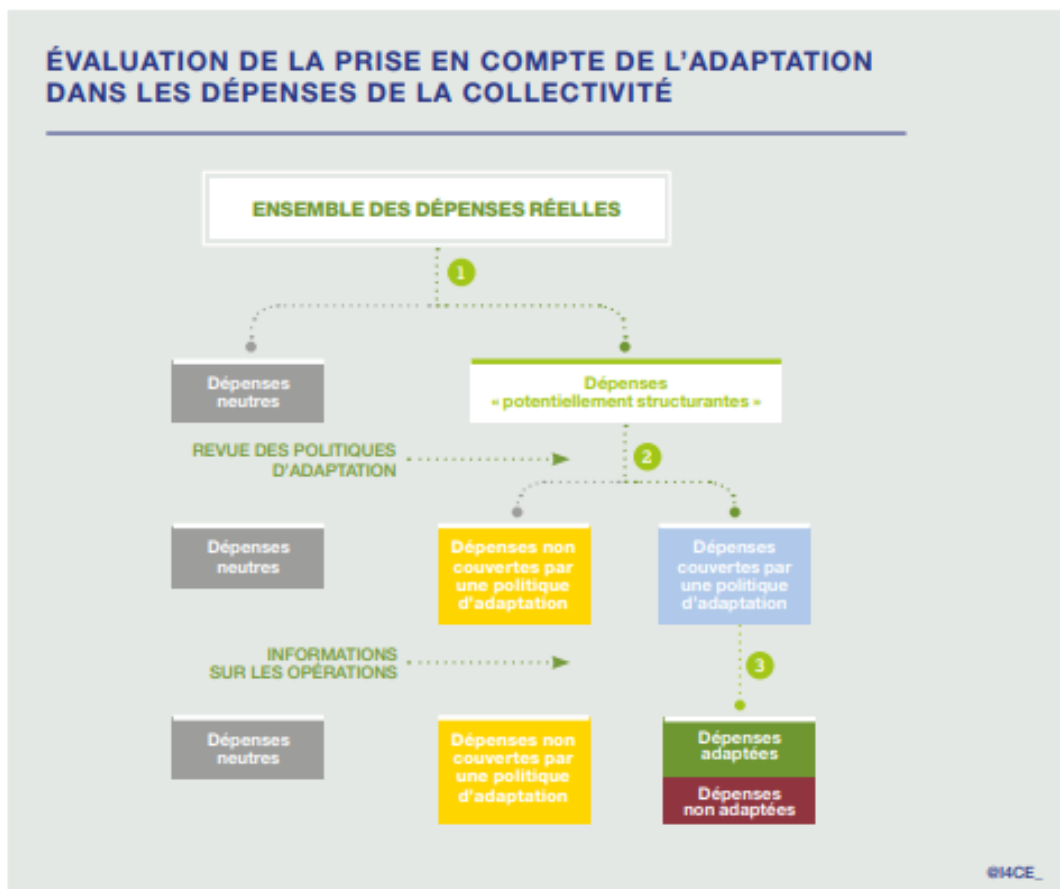 ÉVALUATION DE LA PRISE EN COMPTE DE L'ADAPTATION
DANS LES DÉPENSES DE LA COLLECTIVITÉ
ENSEMBLE DES DÉPENSES RÉELLES
1
Dépenses
neutres
Dépenses
« potentiellement structurantes »
REVUE DES POLITIQUES
D'ADAPTATION
2
Dépenses
neutres
Dépenses non
couvertes par
une politique
d'adaptation
Dépenses
couvertes par
une politique
d'adaptation
INFORMATIONS
SUR LES OPÉRATIONS
3
Dépenses
neutres
Dépenses non
couvertes par
une politique
d'adaptation
Dépenses
adaptées
Dépenses
non adaptées
@I4CE_